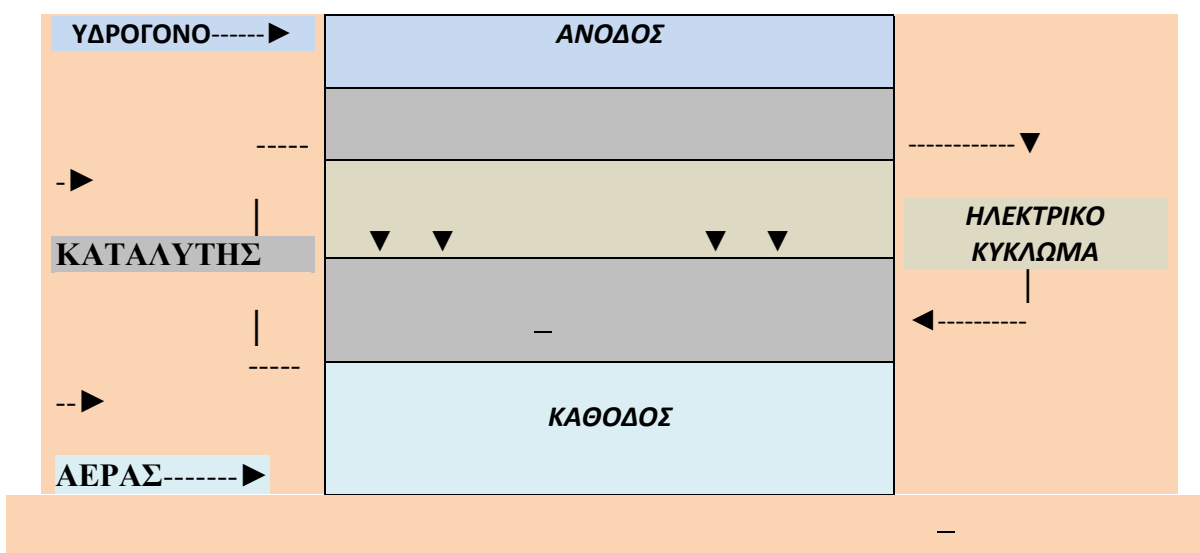 ΥΔΡΟΓΟΝΟ------►
ΑΝΟΔΟΣ
-----
-►
------------▼
|
ΚΑΤΑΛΥΤΗΣ
▼ ▼ ▼ ▼
ΗΛΕΚΤΡΙΚΟ
ΚΥΚΛΩΜΑ
|
|
_
◄----------
-----
--►
ΚΑΘΟΔΟΣ
ΑΕΡΑΣ-------►
_